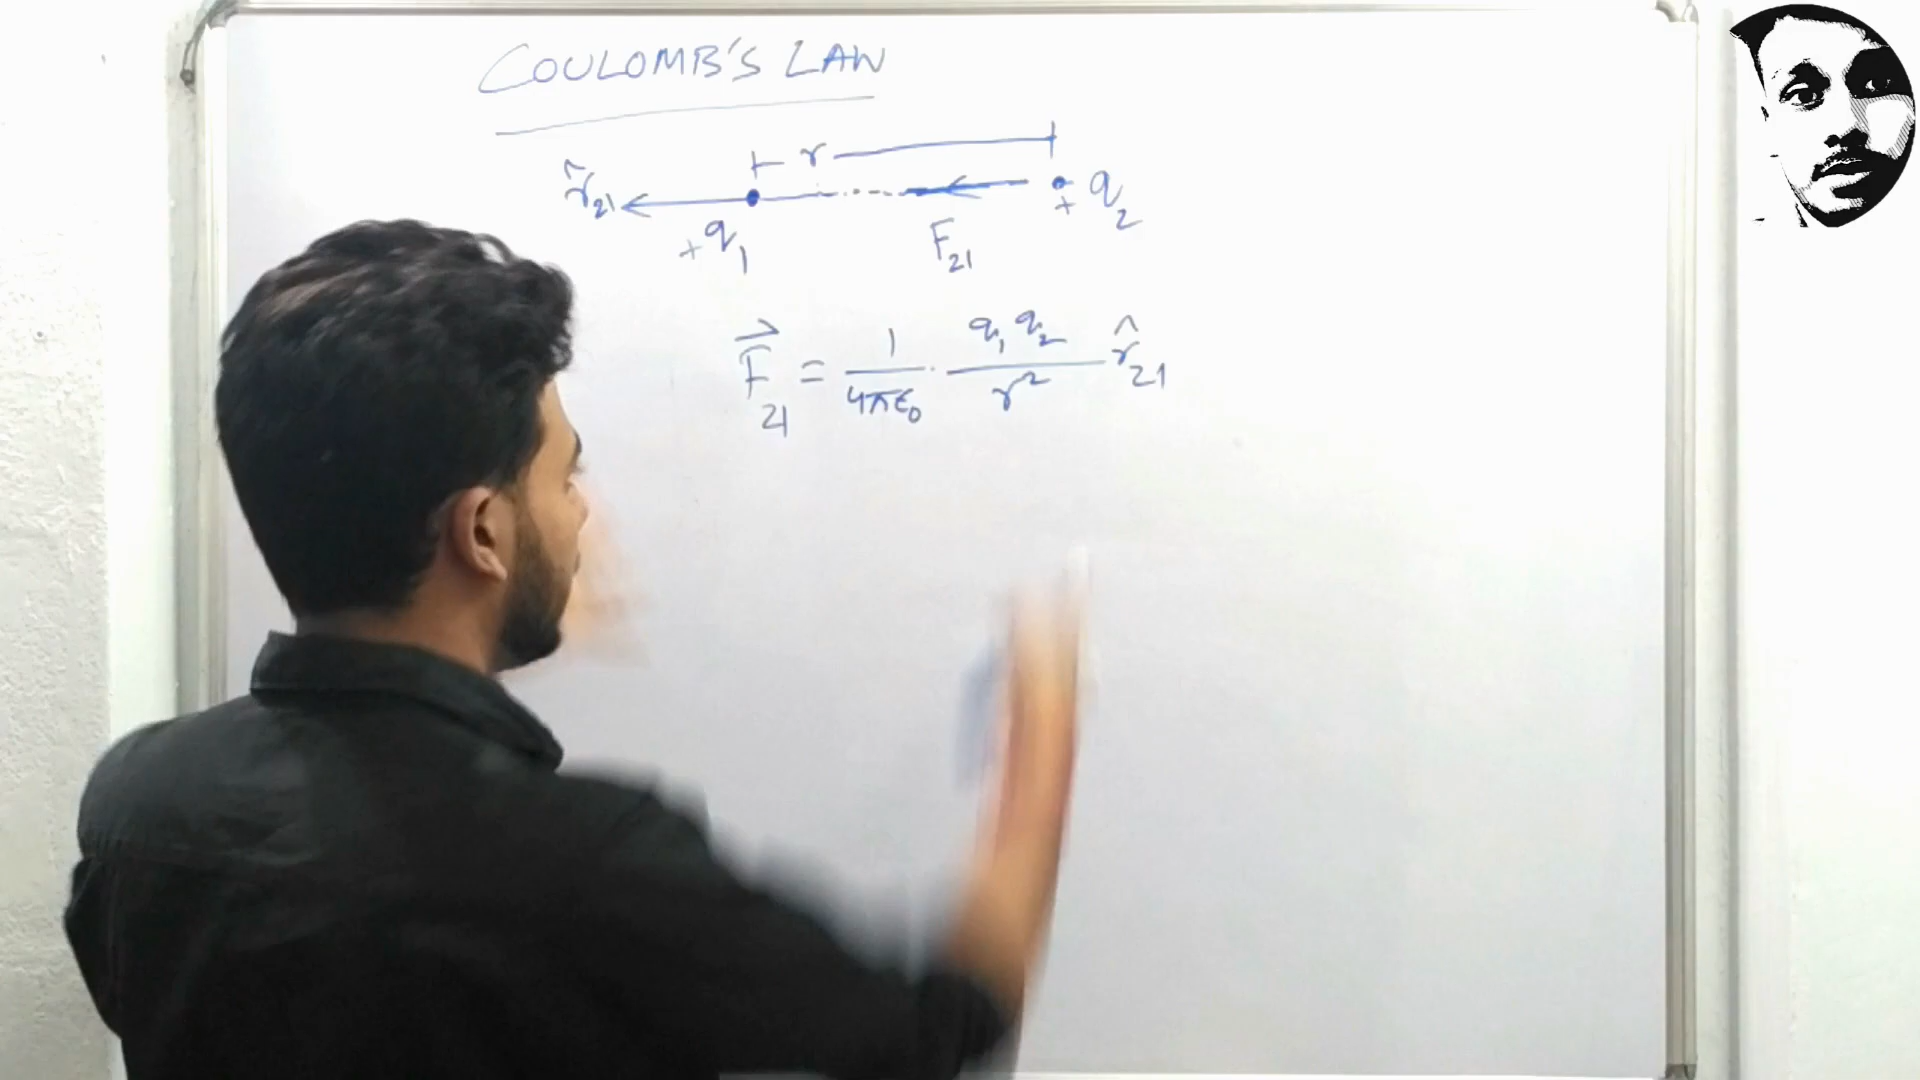 COULOMB'S LAW
r
r̂21 + q2
+q1 F21
F⃗21 = 1/4πε0 · q1q2/r² r̂21